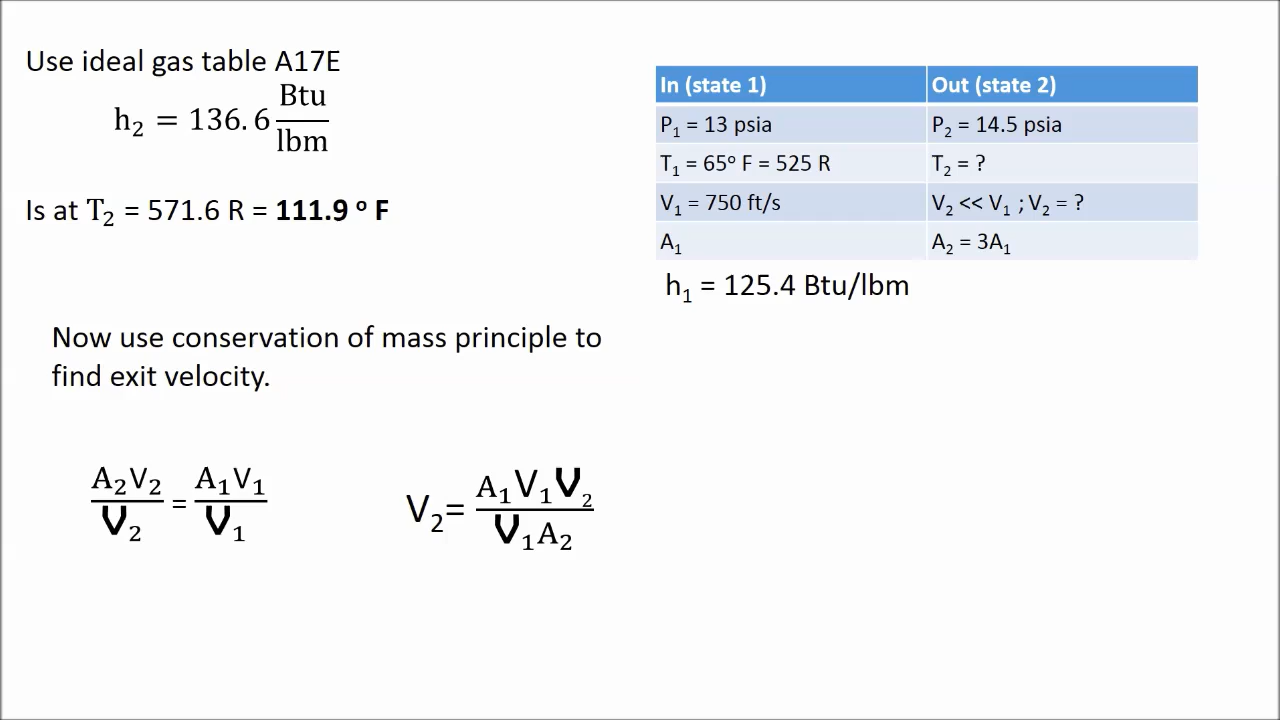 Use ideal gas table A17E
h₂ = 136.6 Btu/lbm
Is at T₂ = 571.6 R = 111.9 ° F
In (state 1) Out (state 2)
P₁ = 13 psia P₂ = 14.5 psia
T₁ = 65° F = 525 R T₂ = ?
V₁ = 750 ft/s V₂ << V₁ ; V₂ = ?
A₁ A₂ = 3A₁
h₁ = 125.4 Btu/lbm
Now use conservation of mass principle to
find exit velocity.
A₂V₂/V₂ = A₁V₁/V₁
V₂= A₁V₁V₂/V₁A₂